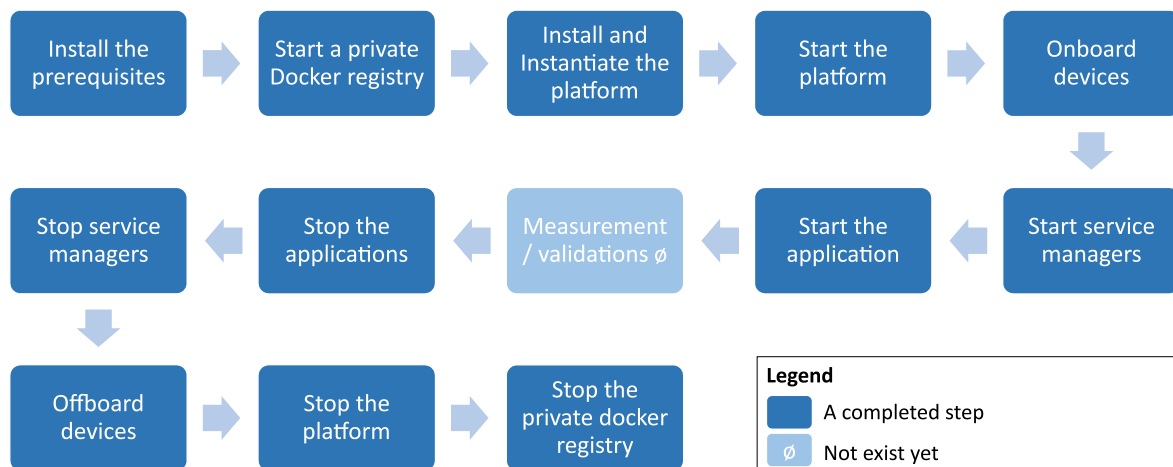 Install the
prerequisites
Start a private
Docker registry
Install and
Instantiate the
platform
Start the
platform
Onboard
devices
Start service
managers
Start the
application
Measurement
/ validations ø
Stop the
applications
Stop service
managers
Offboard
devices
Stop the
platform
Stop the
private docker
registry
Legend
A completed step
ø Not exist yet